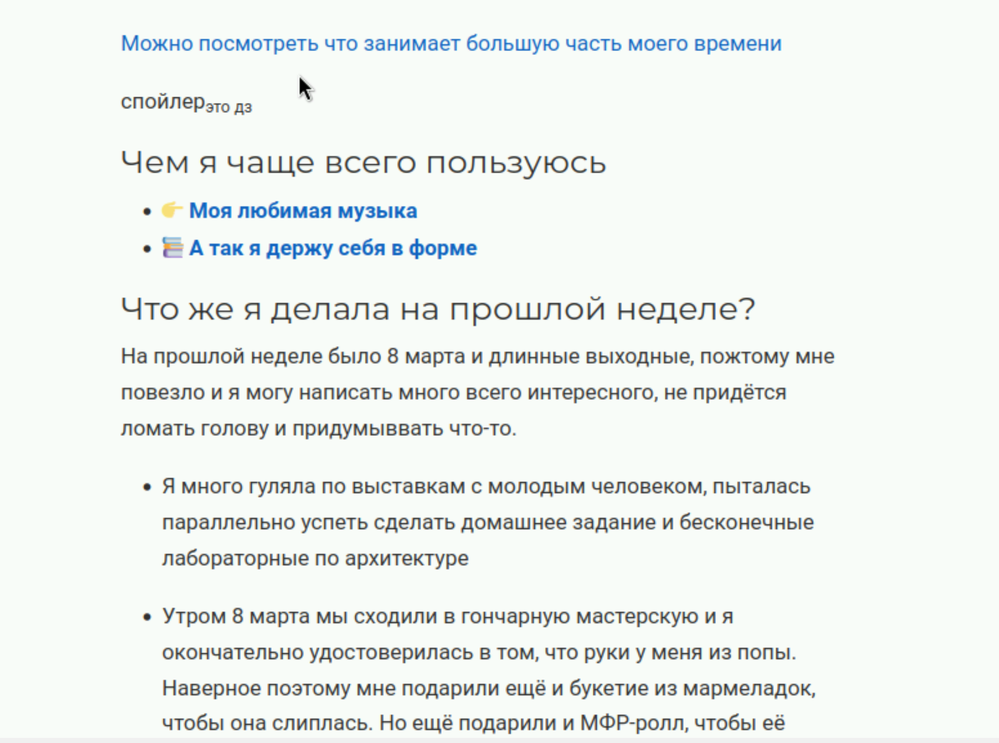 Можно посмотреть что занимает большую часть моего времени
спойлерэто дз
Чем я чаще всего пользуюсь
• 👉 Моя любимая музыка
• 📚 А так я держу себя в форме
Что же я делала на прошлой неделе?
На прошлой неделе было 8 марта и длинные выходные, пожтому мне
повезло и я могу написать много всего интересного, не придётся
ломать голову и придумыввать что-то.
• Я много гуляла по выставкам с молодым человеком, пыталась
параллельно успеть сделать домашнее задание и бесконечные
лабораторные по архитектуре
• Утром 8 марта мы сходили в гончарную мастерскую и я
окончательно удостоверилась в том, что руки у меня из попы.
Наверное поэтому мне подарили ещё и букетие из мармеладок,
чтобы она слиплась. Но ещё подарили и МФР-ролл, чтобы её